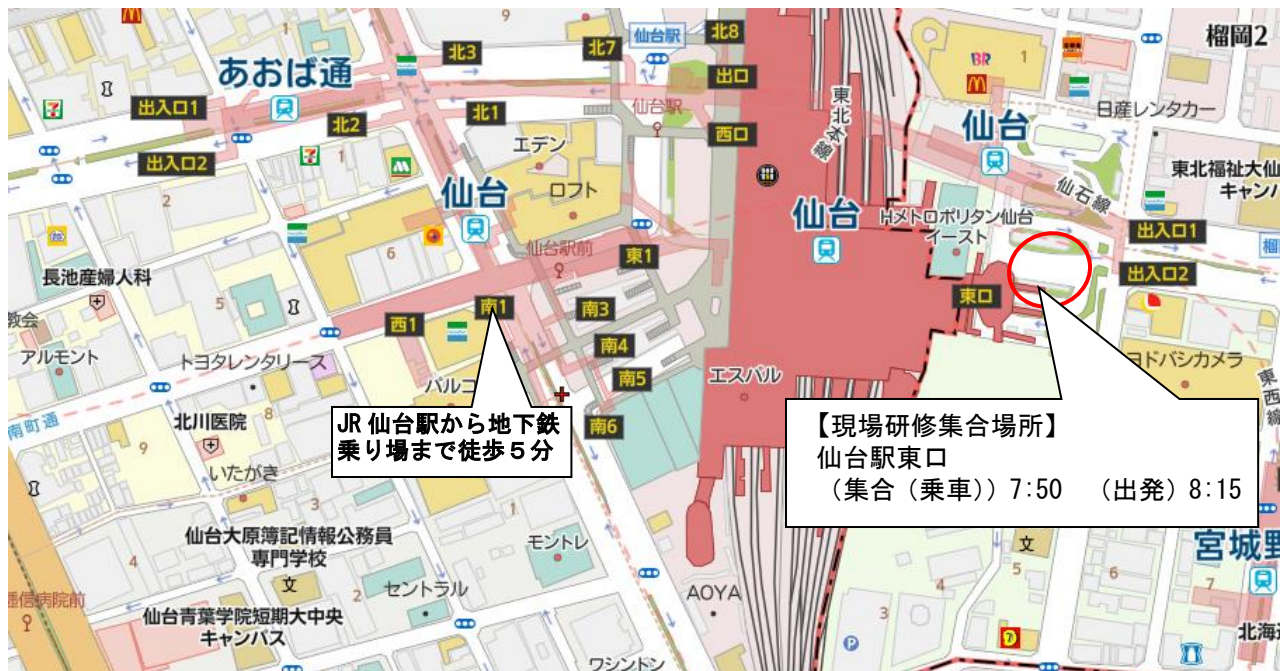 9
北3
北7
仙台駅
北8
榴岡2
あおば通
出口
出入口1
北2
北1
仙台駅
西口
東北本線
仙台
日産レンタカー
出入口2
エデン
ロフト
仙台
仙台
Hメトロポリタン仙台
イースト
仙石線
東北福祉大仙
キャンパ
出入口1
出入口2
長池産婦人科
仙台駅前
東1
東口
教会
アルモント
西1
南1
南3
南4
南5
南6
トヨタレンタリース
パルコ
エスパル
ヨドバシカメラ
東西線
南町通
北川医院
いたがき
JR仙台駅から地下鉄
乗り場まで徒歩5分
【現場研修集合場所】
仙台駅東口
(集合(乗車))7:50 (出発)8:15
仙台大原簿記情報公務員
専門学校
モントレ
セントラル
AOYA
宮城野
逓信病院前
仙台青葉学院短期大中央
キャンパス
ワシントン
北海道